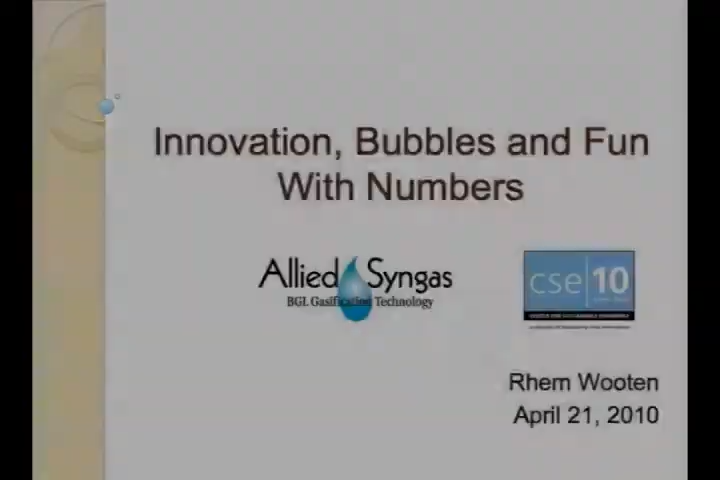 Innovation, Bubbles and Fun
With Numbers
Allied Syngas
BGL Gasification Technology
cse 10
Rhem Wooten
April 21, 2010